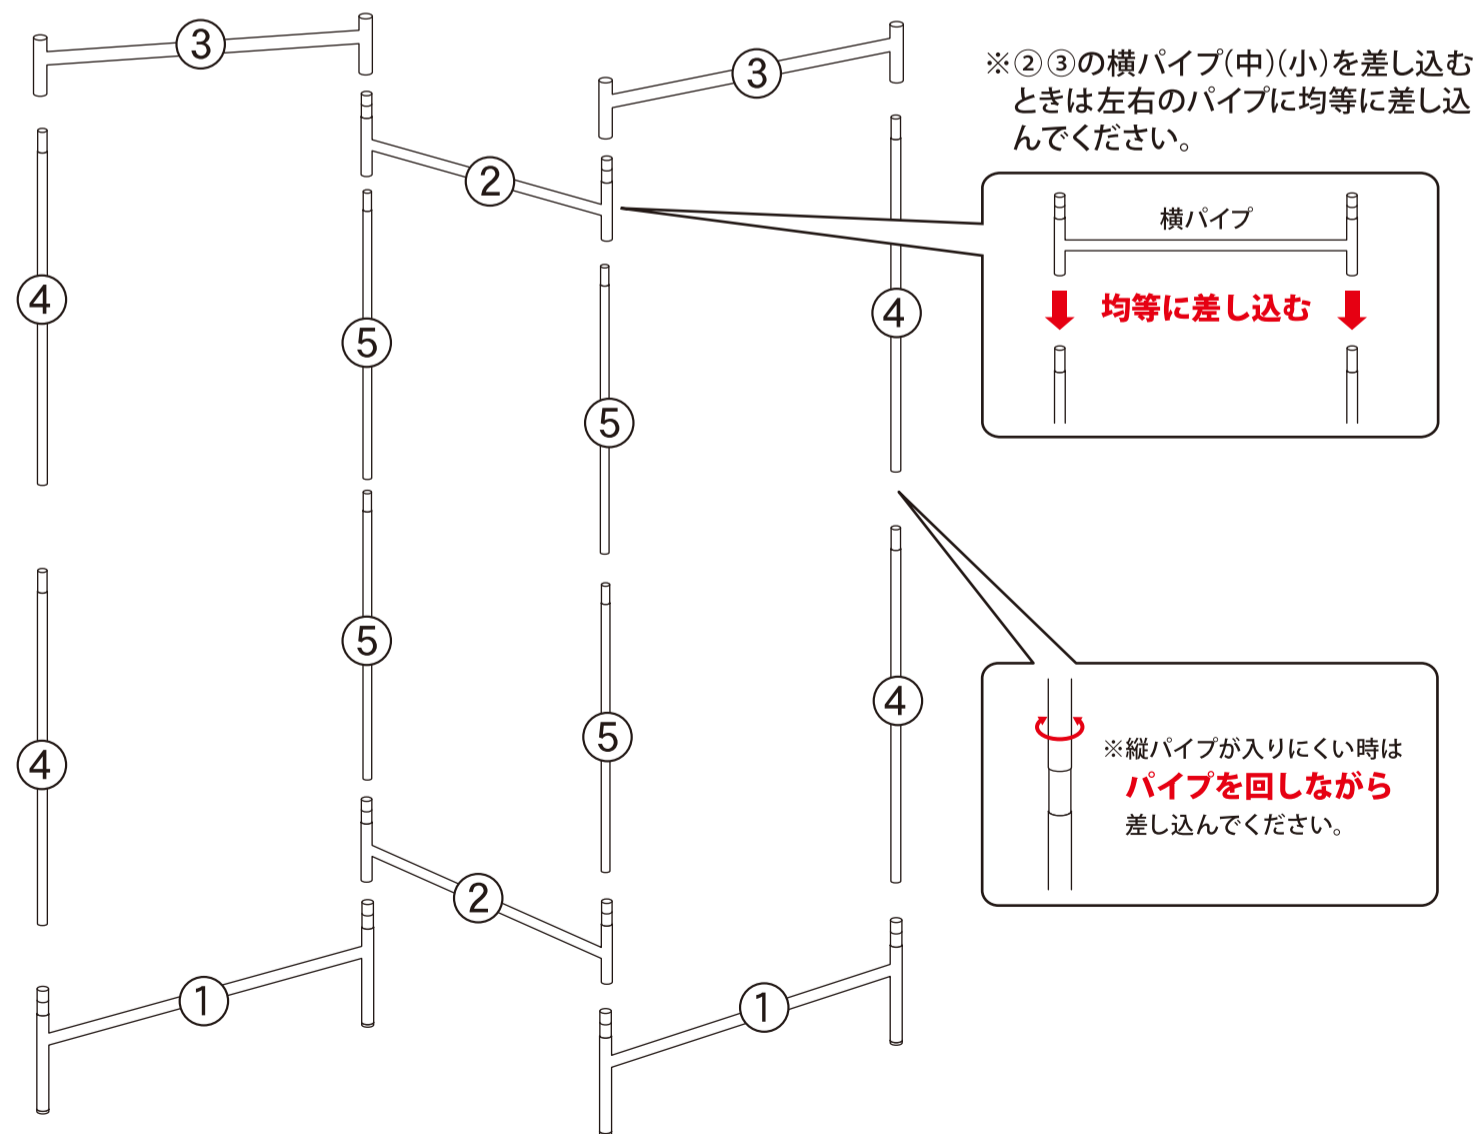 ③
③
②
④
④
⑤
⑤
⑤
⑤
④
④
②
①
①
※②③の横パイプ(中)(小)を差し込む
ときは左右のパイプに均等に差し込
んでください。
横パイプ
均等に差し込む
※縦パイプが入りにくい時は
パイプを回しながら
差し込んでください。